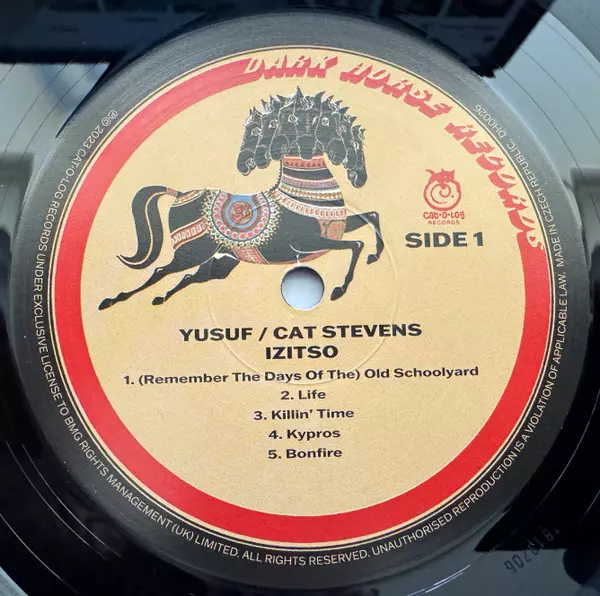 DARK HORSE RECORDS
CAT-O-LOG
RECORDS
SIDE 1
YUSUF / CAT STEVENS
IZITSO
1. (Remember The Days Of The) Old Schoolyard
2. Life
3. Killin' Time
4. Kypros
5. Bonfire
℗© 2023 CAT-O-LOG RECORDS UNDER EXCLUSIVE LICENSE TO BMG RIGHTS MANAGEMENT (UK) LIMITED. ALL RIGHTS RESERVED. UNAUTHORISED REPRODUCTION IS A VIOLATION OF APPLICABLE LAW. MADE IN CZECH REPUBLIC. DH0026